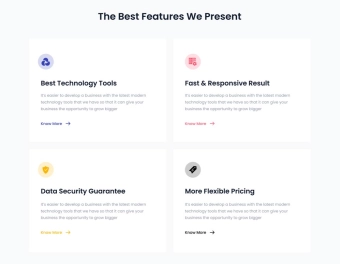 The Best Features We Present
Best Technology Tools
It's easier to develop a business with the latest modern
technology tools that we have so that it can give your
business the opportunity to grow bigger
Know More
Fast & Responsive Result
It's easier to develop a business with the latest modern
technology tools that we have so that it can give your
business the opportunity to grow bigger
Know More
Data Security Guarantee
It's easier to develop a business with the latest modern
technology tools that we have so that it can give your
business the opportunity to grow bigger
Know More
More Flexible Pricing
It's easier to develop a business with the latest modern
technology tools that we have so that it can give your
business the opportunity to grow bigger
Know More